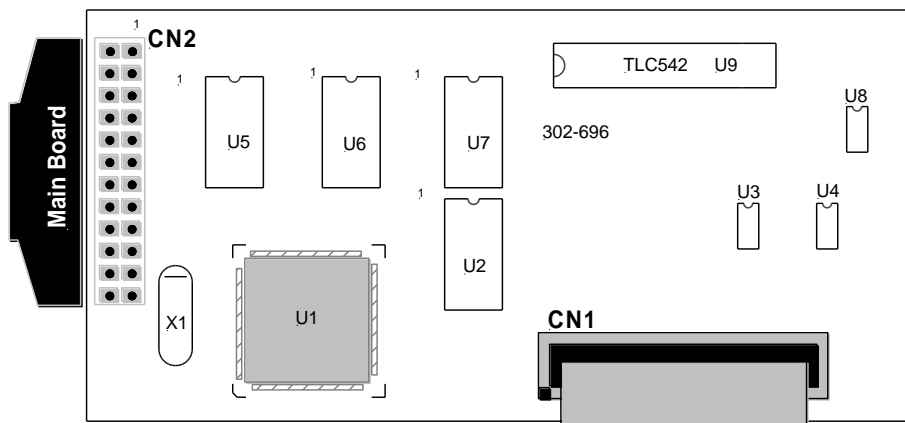 1
CN2
Main Board
1
U5
1
U6
1
U7
TLC542 U9
302-696
U8
1
U2
U3
U4
X1
U1
CN1